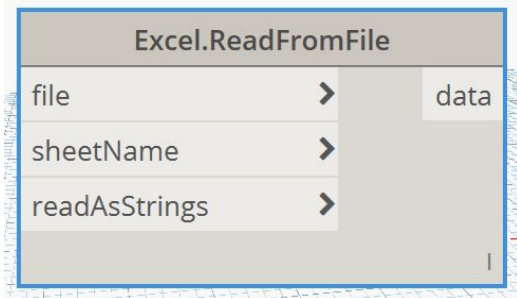 Excel.ReadFromFile
file > data
sheetName >
readAsStrings >
l